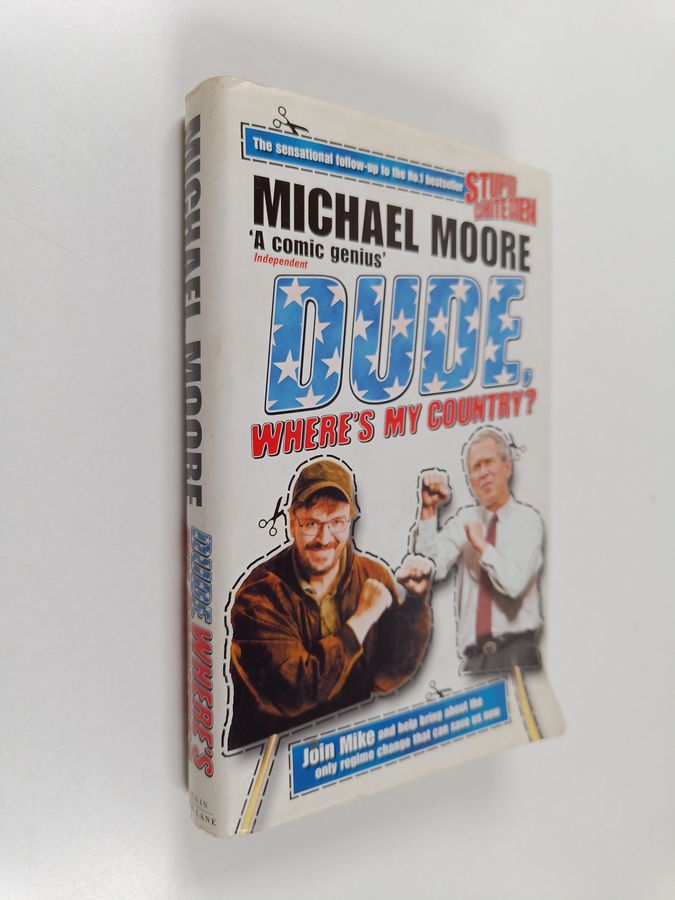 The sensational follow-up to the No.1 bestseller
STUPID
WHITE MEN
MICHAEL MOORE
'A comic genius'
Independent
DUDE,
WHERE'S MY COUNTRY?
Join Mike and help bring about the
only regime change that can save us now
MICHAEL MOORE DUDE WHERE'S
LANE